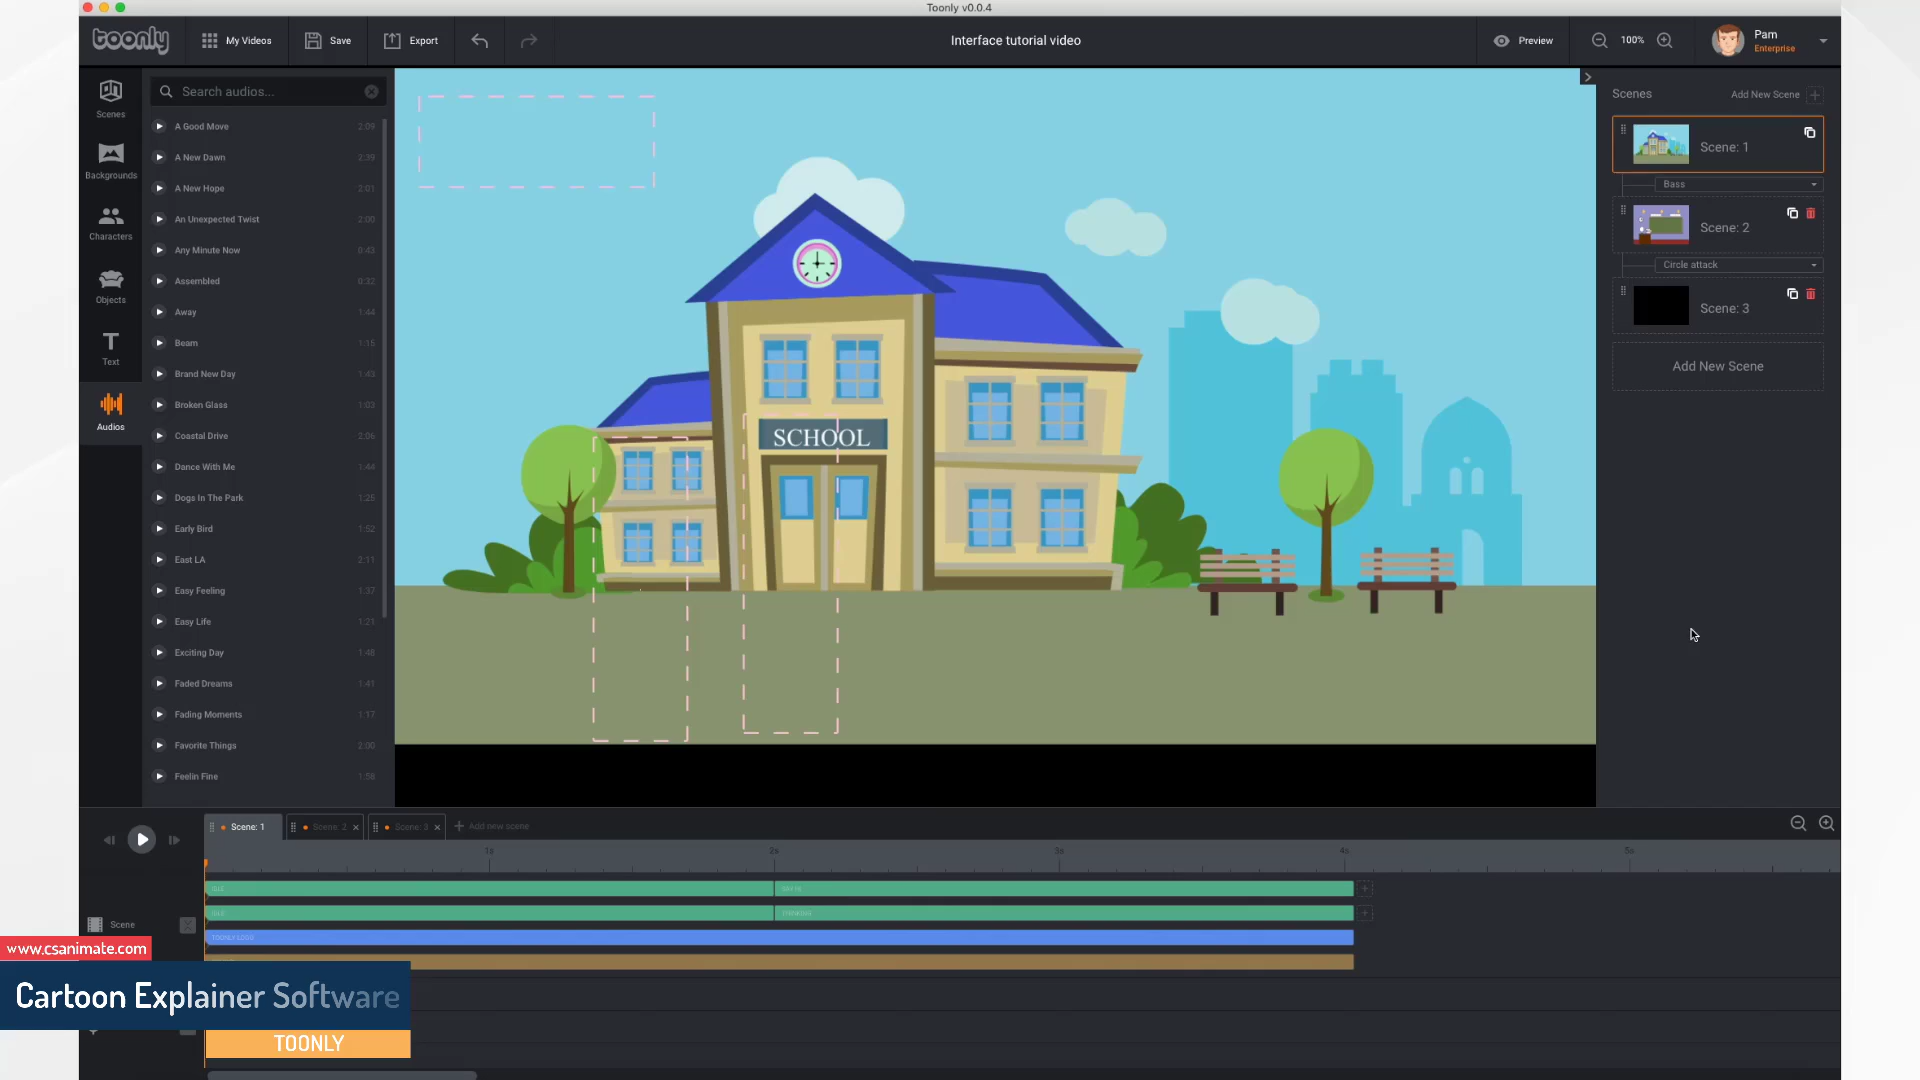 Toonly v0.0.4
toonly
My Videos
Save
Export
Interface tutorial video
Preview
100%
Pam
Enterprise
Scenes
Backgrounds
Characters
Objects
Text
Audios
Search audios...
A Good Move 2:09
A New Dawn 2:39
A New Hope 2:01
An Unexpected Twist 2:00
Any Minute Now 0:43
Assembled 0:32
Away 1:44
Beam 1:15
Brand New Day 1:43
Broken Glass 1:03
Coastal Drive 2:06
Dance With Me 1:44
Dogs In The Park 1:25
Early Bird 1:52
East LA 2:11
Easy Feeling 1:37
Easy Life 1:21
Exciting Day 1:48
Faded Dreams 1:41
Fading Moments 1:17
Favorite Things 2:00
Feelin Fine 1:58
SCHOOL
Scenes
Add New Scene
Scene: 1
Bass
Scene: 2
Circle attack
Scene: 3
Add New Scene
Scene: 1
Scene: 2
Scene: 3
Add new scene
1s 2s 3s 4s 5s
IDLE
IDLE
THINKING
TOONLY LOGO
Scene
www.csanimate.com
Cartoon Explainer Software
TOONLY